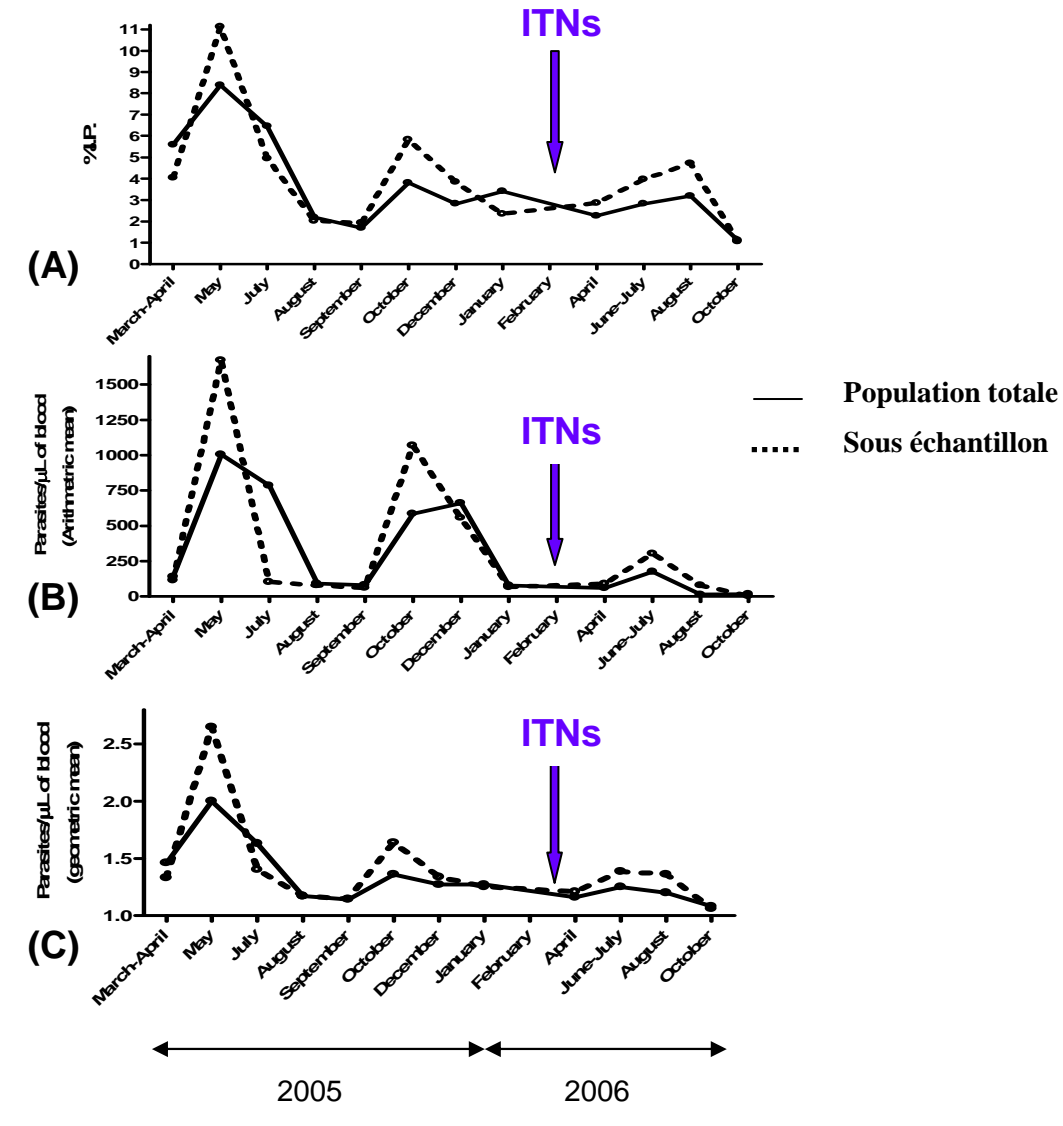 ITNs
11
10
9
8
7
6
5
4
3
2
1
0
%I.P.
(A)
March-April May July August September October December January February April June-July August October
1500
1250
1000
750
500
250
0
Parasites/µL of blood
(Arithmetric mean)
(B)
ITNs
Population totale
Sous échantillon
March-April May July August September October December January February April June-July August October
2.5
2.0
1.5
1.0
Parasites/µL of blood
(geometric mean)
(C)
ITNs
March-April May July August September October December January February April June-July August October
2005 2006